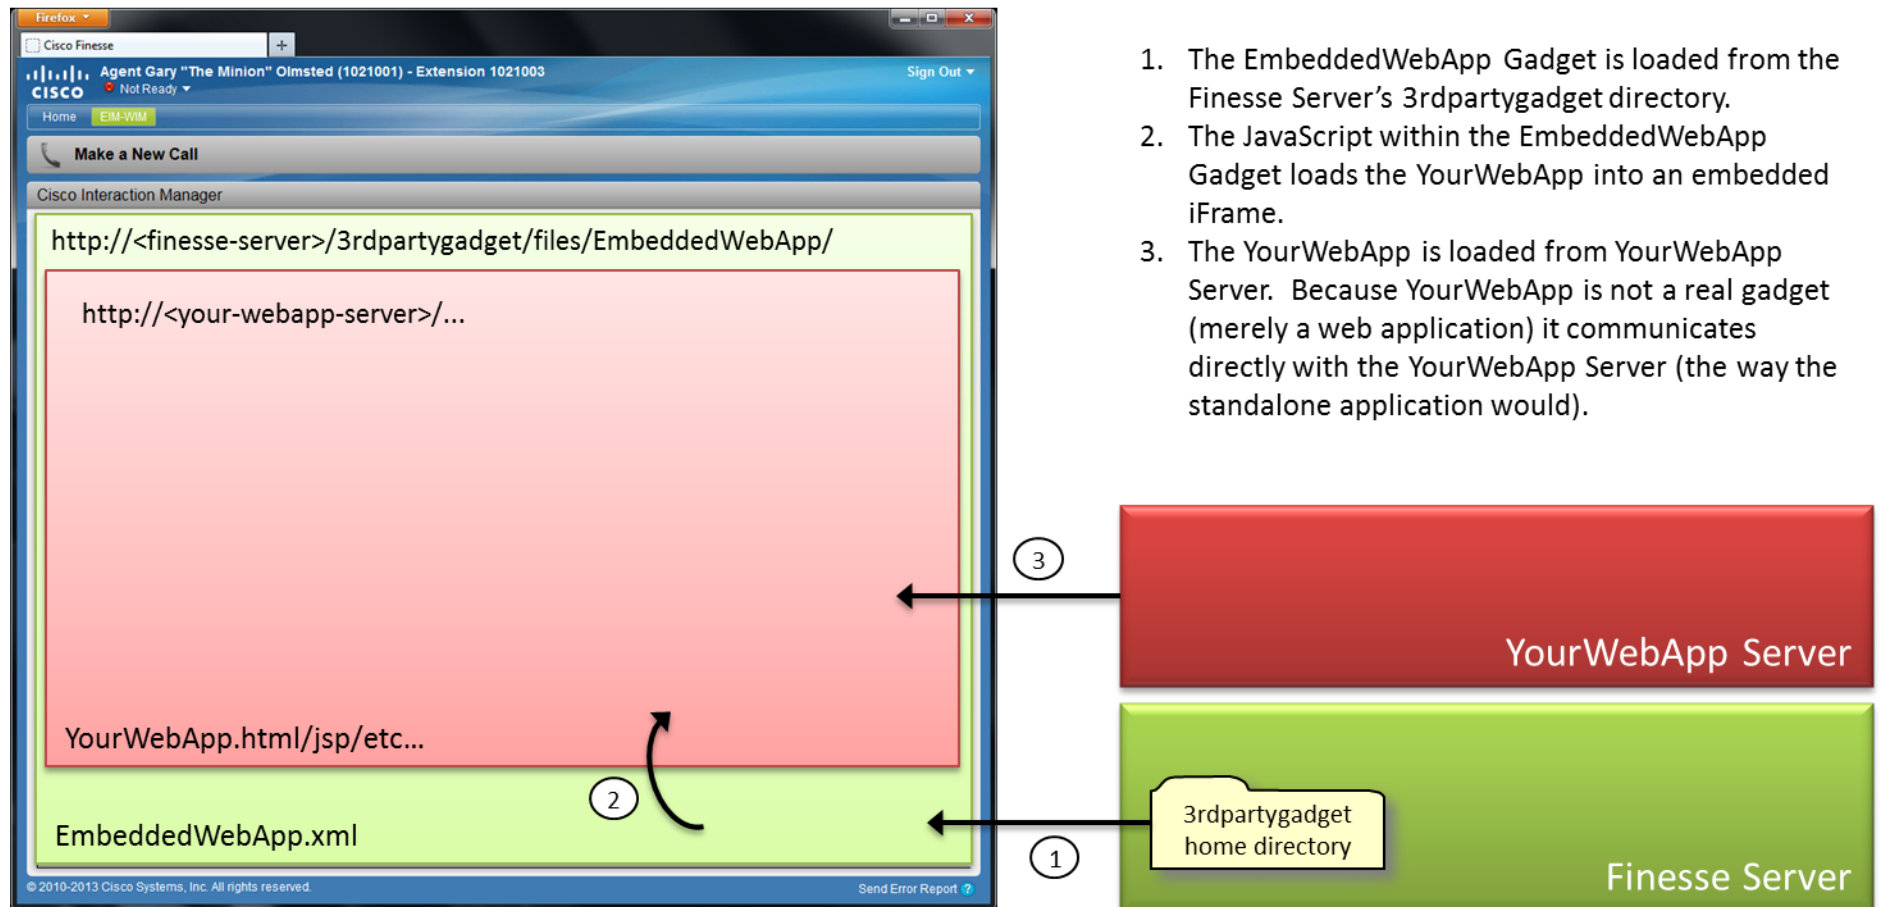 Firefox
Cisco Finesse
Agent Gary "The Minion" Olmsted (1021001) - Extension 1021003
Sign Out
CISCO
Not Ready
Home
EIM-WIM
Make a New Call
Cisco Interaction Manager
http://<finesse-server>/3rdpartygadget/files/EmbeddedWebApp/
http://<your-webapp-server>/...
YourWebApp.html/jsp/etc...
2
EmbeddedWebApp.xml
© 2010-2013 Cisco Systems, Inc. All rights reserved.
Send Error Report ?
1. The EmbeddedWebApp Gadget is loaded from the
Finesse Server's 3rdpartygadget directory.
2. The JavaScript within the EmbeddedWebApp
Gadget loads the YourWebApp into an embedded
iFrame.
3. The YourWebApp is loaded from YourWebApp
Server. Because YourWebApp is not a real gadget
(merely a web application) it communicates
directly with the YourWebApp Server (the way the
standalone application would).
3
YourWebApp Server
1
3rdpartygadget
home directory
Finesse Server